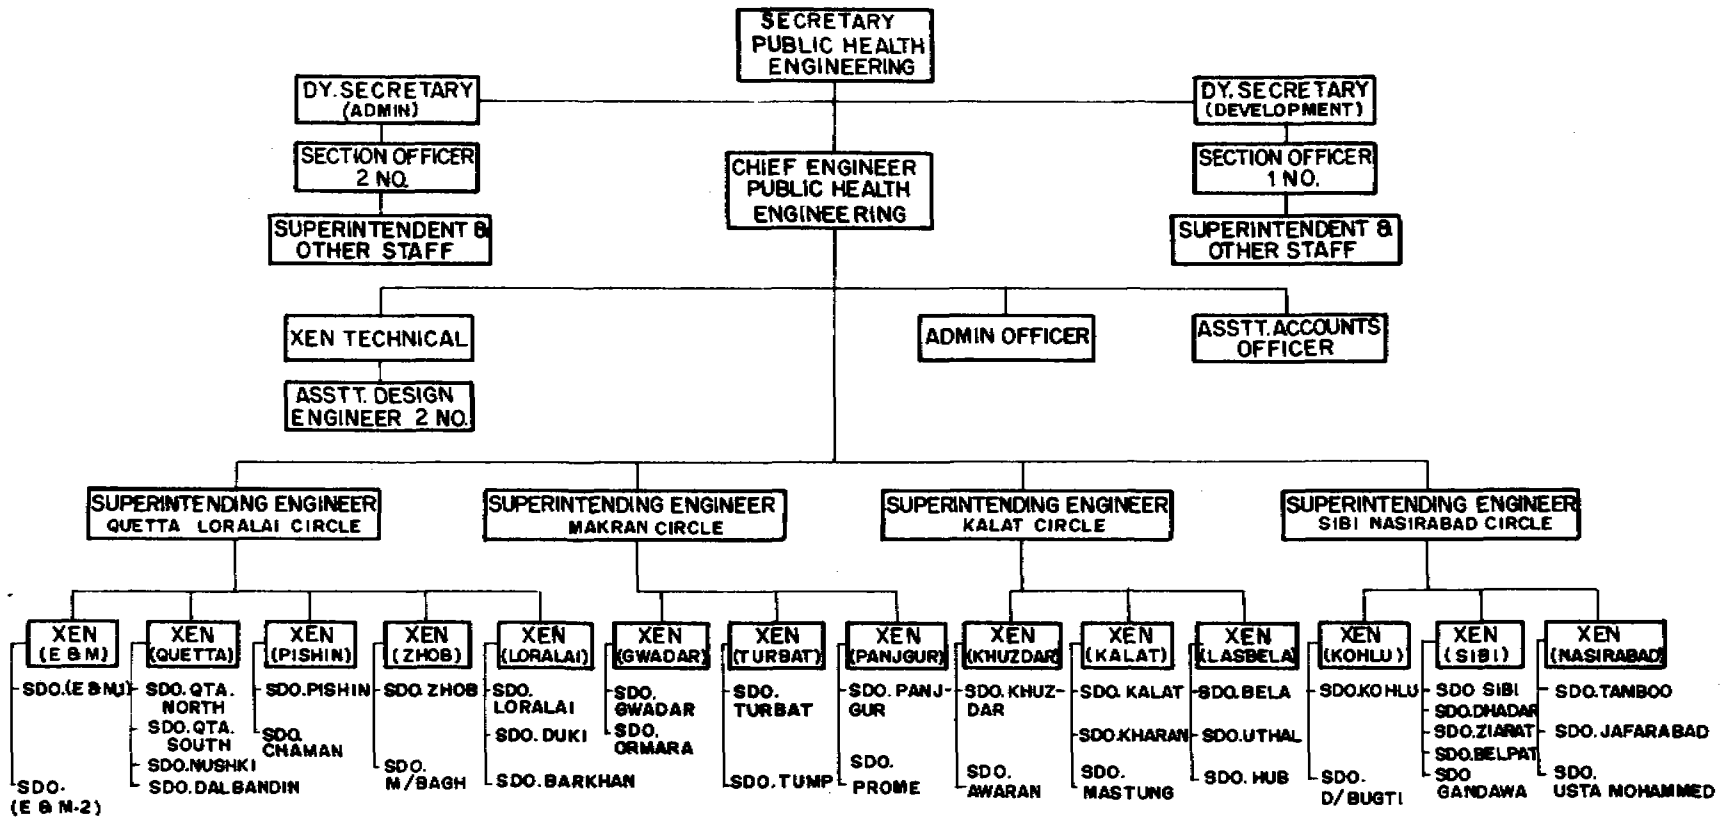 SECRETARY
PUBLIC HEALTH
ENGINEERING
DY. SECRETARY
(ADMIN)
DY. SECRETARY
(DEVELOPMENT)
SECTION OFFICER
2 NO.
CHIEF ENGINEER
PUBLIC HEALTH
ENGINEERING
SECTION OFFICER
1 NO.
SUPERINTENDENT &
OTHER STAFF
SUPERINTENDENT &
OTHER STAFF
XEN TECHNICAL
ADMIN OFFICER
ASSTT. ACCOUNTS
OFFICER
ASSTT. DESIGN
ENGINEER 2 NO.
SUPERINTENDING ENGINEER
QUETTA LORALAI CIRCLE
SUPERINTENDING ENGINEER
MAKRAN CIRCLE
SUPERINTENDING ENGINEER
KALAT CIRCLE
SUPERINTENDING ENGINEER
SIBI NASIRABAD CIRCLE
XEN
(E & M)
SDO.(E & M)1
SDO.
(E & M-2)
XEN
(QUETTA)
SDO. QTA.
NORTH
SDO. QTA.
SOUTH
SDO. NUSHKI
SDO. DALBANDIN
XEN
(PISHIN)
SDO. PISHIN
SDO.
CHAMAN
XEN
(ZHOB)
SDO. ZHOB
SDO.
M/BAGH
XEN
(LORALAI)
SDO.
LORALAI
SDO. DUKI
SDO. BARKHAN
XEN
(GWADAR)
SDO.
GWADAR
SDO.
ORMARA
XEN
(TURBAT)
SDO.
TURBAT
SDO. TUMP
XEN
(PANJGUR)
SDO. PANJ-
GUR
SDO.
PROME
XEN
(KHUZDAR)
SDO. KHUZ-
DAR
SDO.
AWARAN
XEN
(KALAT)
SDO. KALAT
SDO. KHARAN
SDO.
MASTUNG
XEN
(LASBELA)
SDO. BELA
SDO. UTHAL
SDO. HUB
XEN
(KOHLU)
SDO. KOHLU
SDO.
D/BUGTI
XEN
(SIBI)
SDO SIBI
SDO. DHADAR
SDO. ZIARAT
SDO. BELPAT
SDO
GANDAWA
XEN
(NASIRABAD)
SDO. TAMBOO
SDO. JAFARABAD
SDO.
USTA MOHAMMED